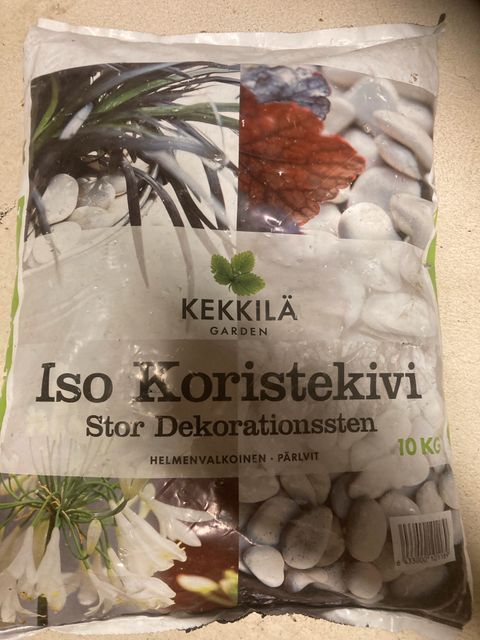 KEKKILÄ
GARDEN
Iso Koristekivi
Stor Dekorationssten
10 KG
HELMENVALKOINEN · PÄRLVIT